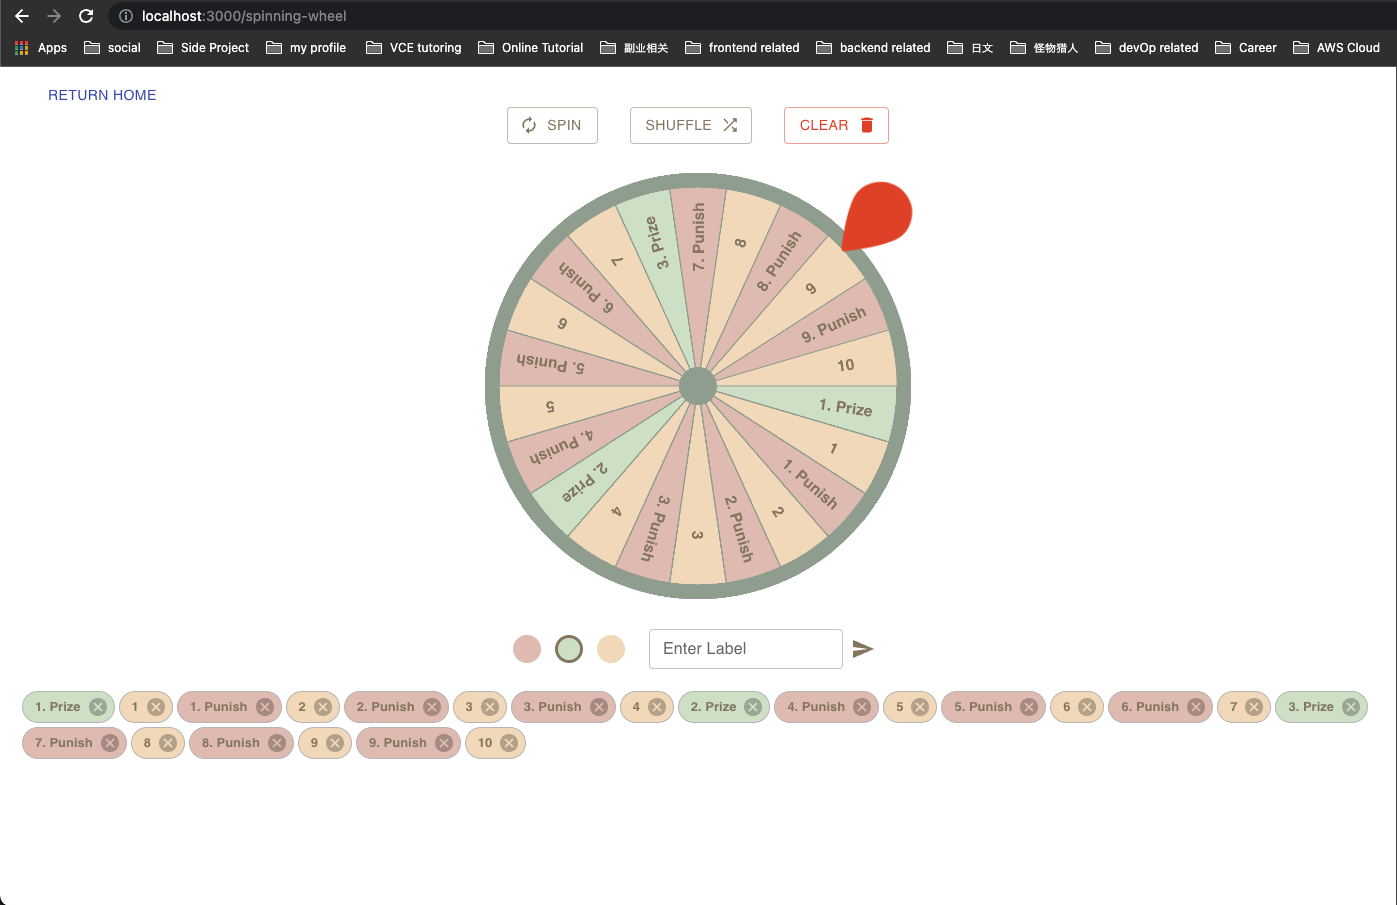 localhost:3000/spinning-wheel
Apps social Side Project my profile VCE tutoring Online Tutorial 副业相关 frontend related backend related 日文 怪物猎人 devOp related Career AWS Cloud
RETURN HOME
SPIN SHUFFLE CLEAR
1. Prize
1
1. Punish
2
2. Punish
3
3. Punish
4
2. Prize
4. Punish
5
5. Punish
6
6. Punish
7
3. Prize
7. Punish
8
8. Punish
9
9. Punish
10
Enter Label
1. Prize 1 1. Punish 2 2. Punish 3 3. Punish 4 2. Prize 4. Punish 5 5. Punish 6 6. Punish 7 3. Prize
7. Punish 8 8. Punish 9 9. Punish 10